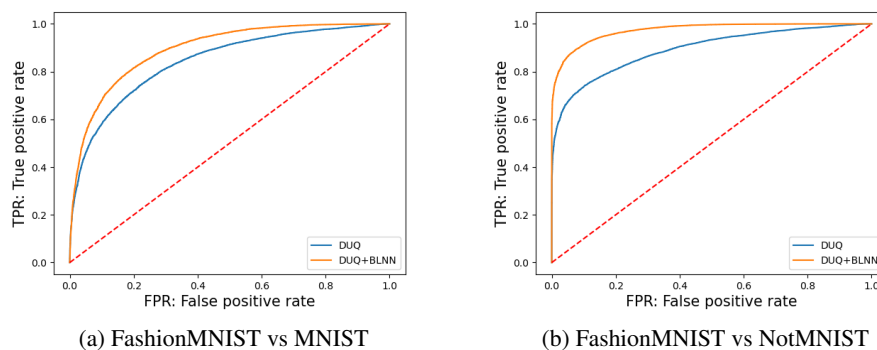 1.0
0.8
0.6
0.4
0.2
0.0
TPR: True positive rate
0.0 0.2 0.4 0.6 0.8 1.0
FPR: False positive rate
DUQ
DUQ+BLNN
(a) FashionMNIST vs MNIST
1.0
0.8
0.6
0.4
0.2
0.0
TPR: True positive rate
0.0 0.2 0.4 0.6 0.8 1.0
FPR: False positive rate
DUQ
DUQ+BLNN
(b) FashionMNIST vs NotMNIST